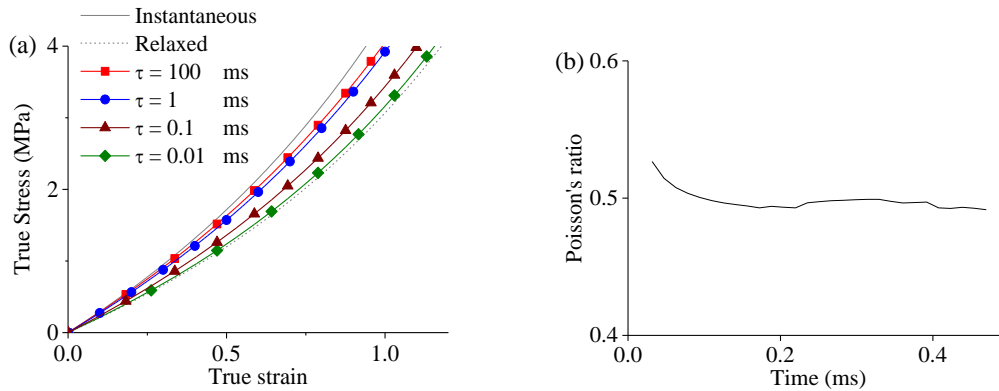 Instantaneous
(a)
Relaxed
τ = 100 ms
τ = 1 ms
τ = 0.1 ms
τ = 0.01 ms
4
2
0
True Stress (MPa)
0.0
0.5
1.0
True strain
(b)
0.6
0.5
0.4
Poisson's ratio
0.0
0.2
0.4
Time (ms)